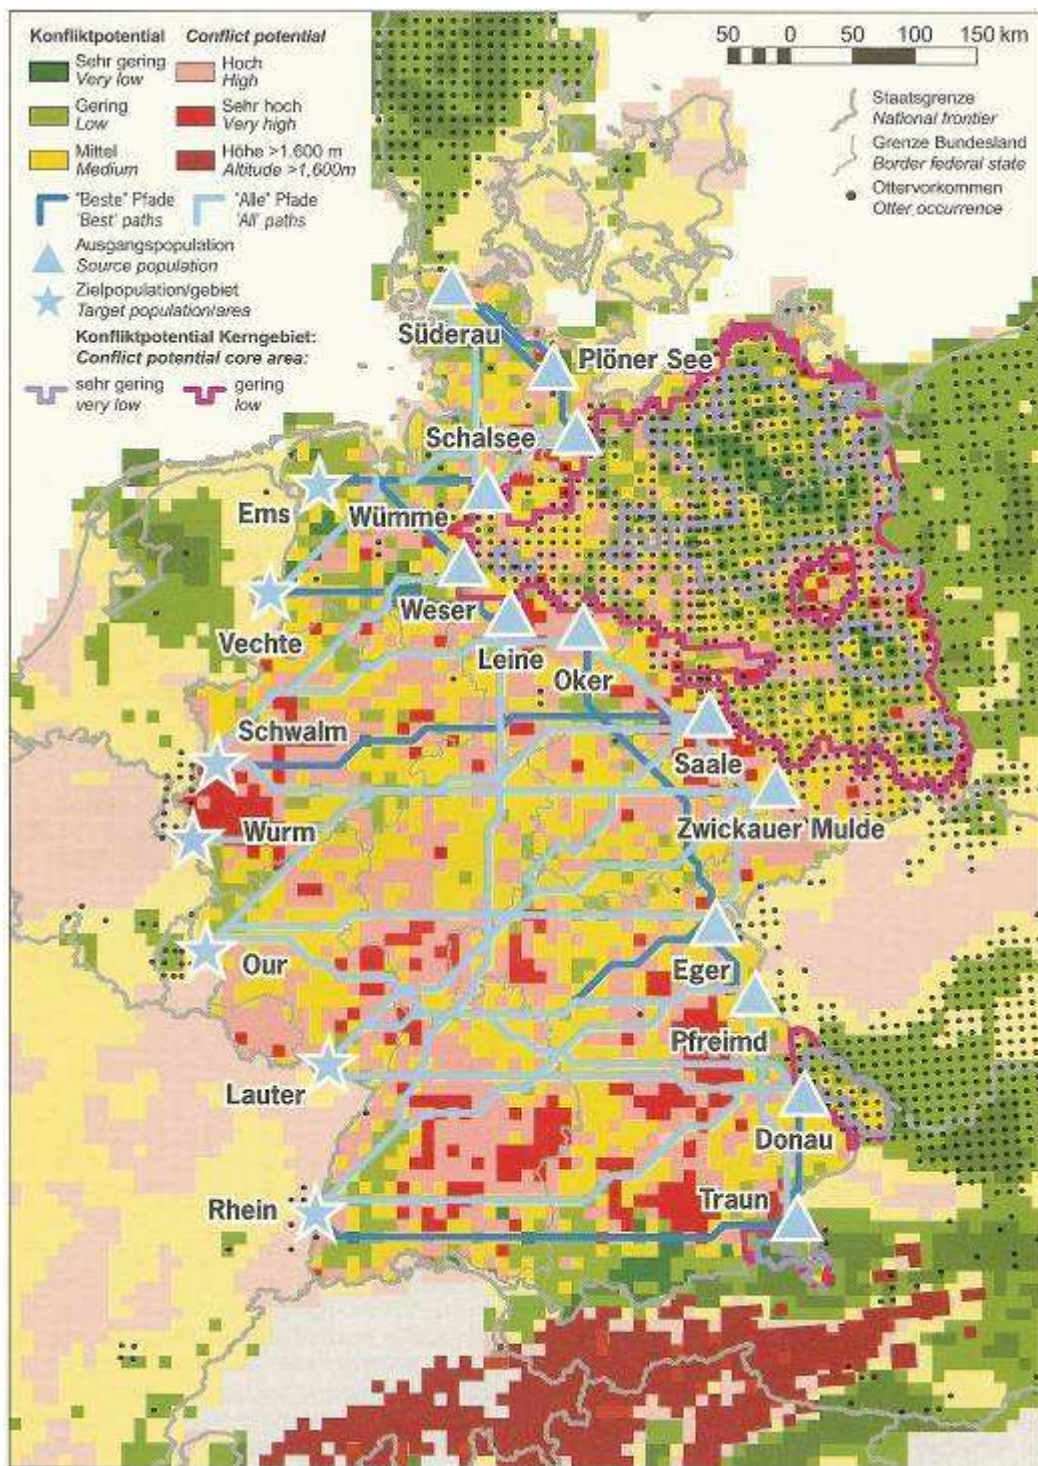 Konfliktpotential Conflict potential
Sehr gering
Very low
Hoch
High
Gering
Low
Sehr hoch
Very high
Mittel
Medium
Höhe >1.600 m
Altitude >1,600m
"Beste" Pfade
'Best' paths
"Alle" Pfade
'All' paths
Ausgangspopulation
Source population
Zielpopulation/gebiet
Target population/area
Konfliktpotential Kerngebiet:
Conflict potential core area:
sehr gering
very low
gering
low
50 0 50 100 150 km
Staatsgrenze
National frontier
Grenze Bundesland
Border federal state
Ottervorkommen
Otter occurrence
Süderau
Plöner See
Schalsee
Ems
Wümme
Vechte
Weser
Leine
Oker
Schwalm
Saale
Wurm
Zwickauer Mulde
Our
Eger
Pfreimd
Lauter
Donau
Rhein
Traun